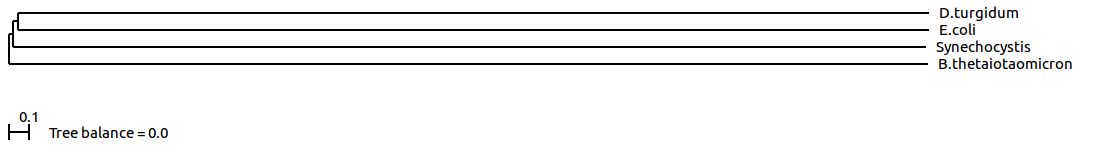 D.turgidum
E.coli
Synechocystis
B.thetaiotaomicron
0.1
Tree balance = 0.0